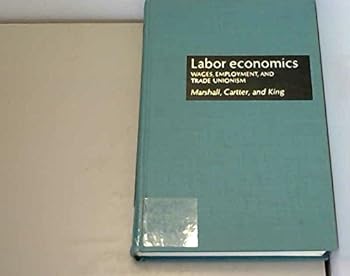 Labor economics
WAGES, EMPLOYMENT, AND
TRADE UNIONISM
Marshall, Cartter, and King